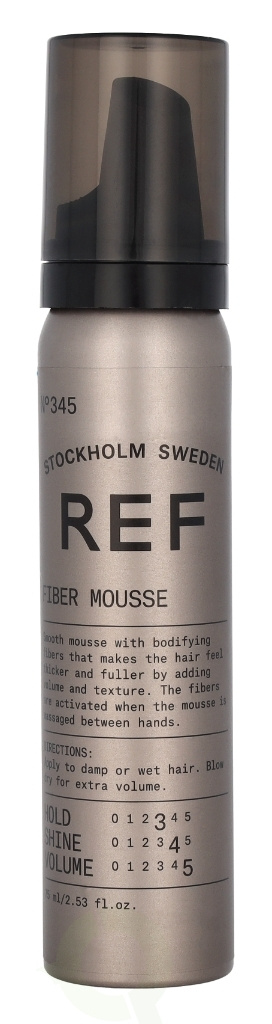 Nº345
STOCKHOLM SWEDEN
REF
FIBER MOUSSE
smooth mousse with bodifying
fibers that makes the hair feel
thicker and fuller by adding
volume and texture. The fibers
are activated when the mousse is
massaged between hands.
DIRECTIONS:
Apply to damp or wet hair. Blow
dry for extra volume.
HOLD 0 1 2 3 4 5
SHINE 0 1 2 3 4 5
VOLUME 0 1 2 3 4 5
75 ml/2.53 fl.oz.